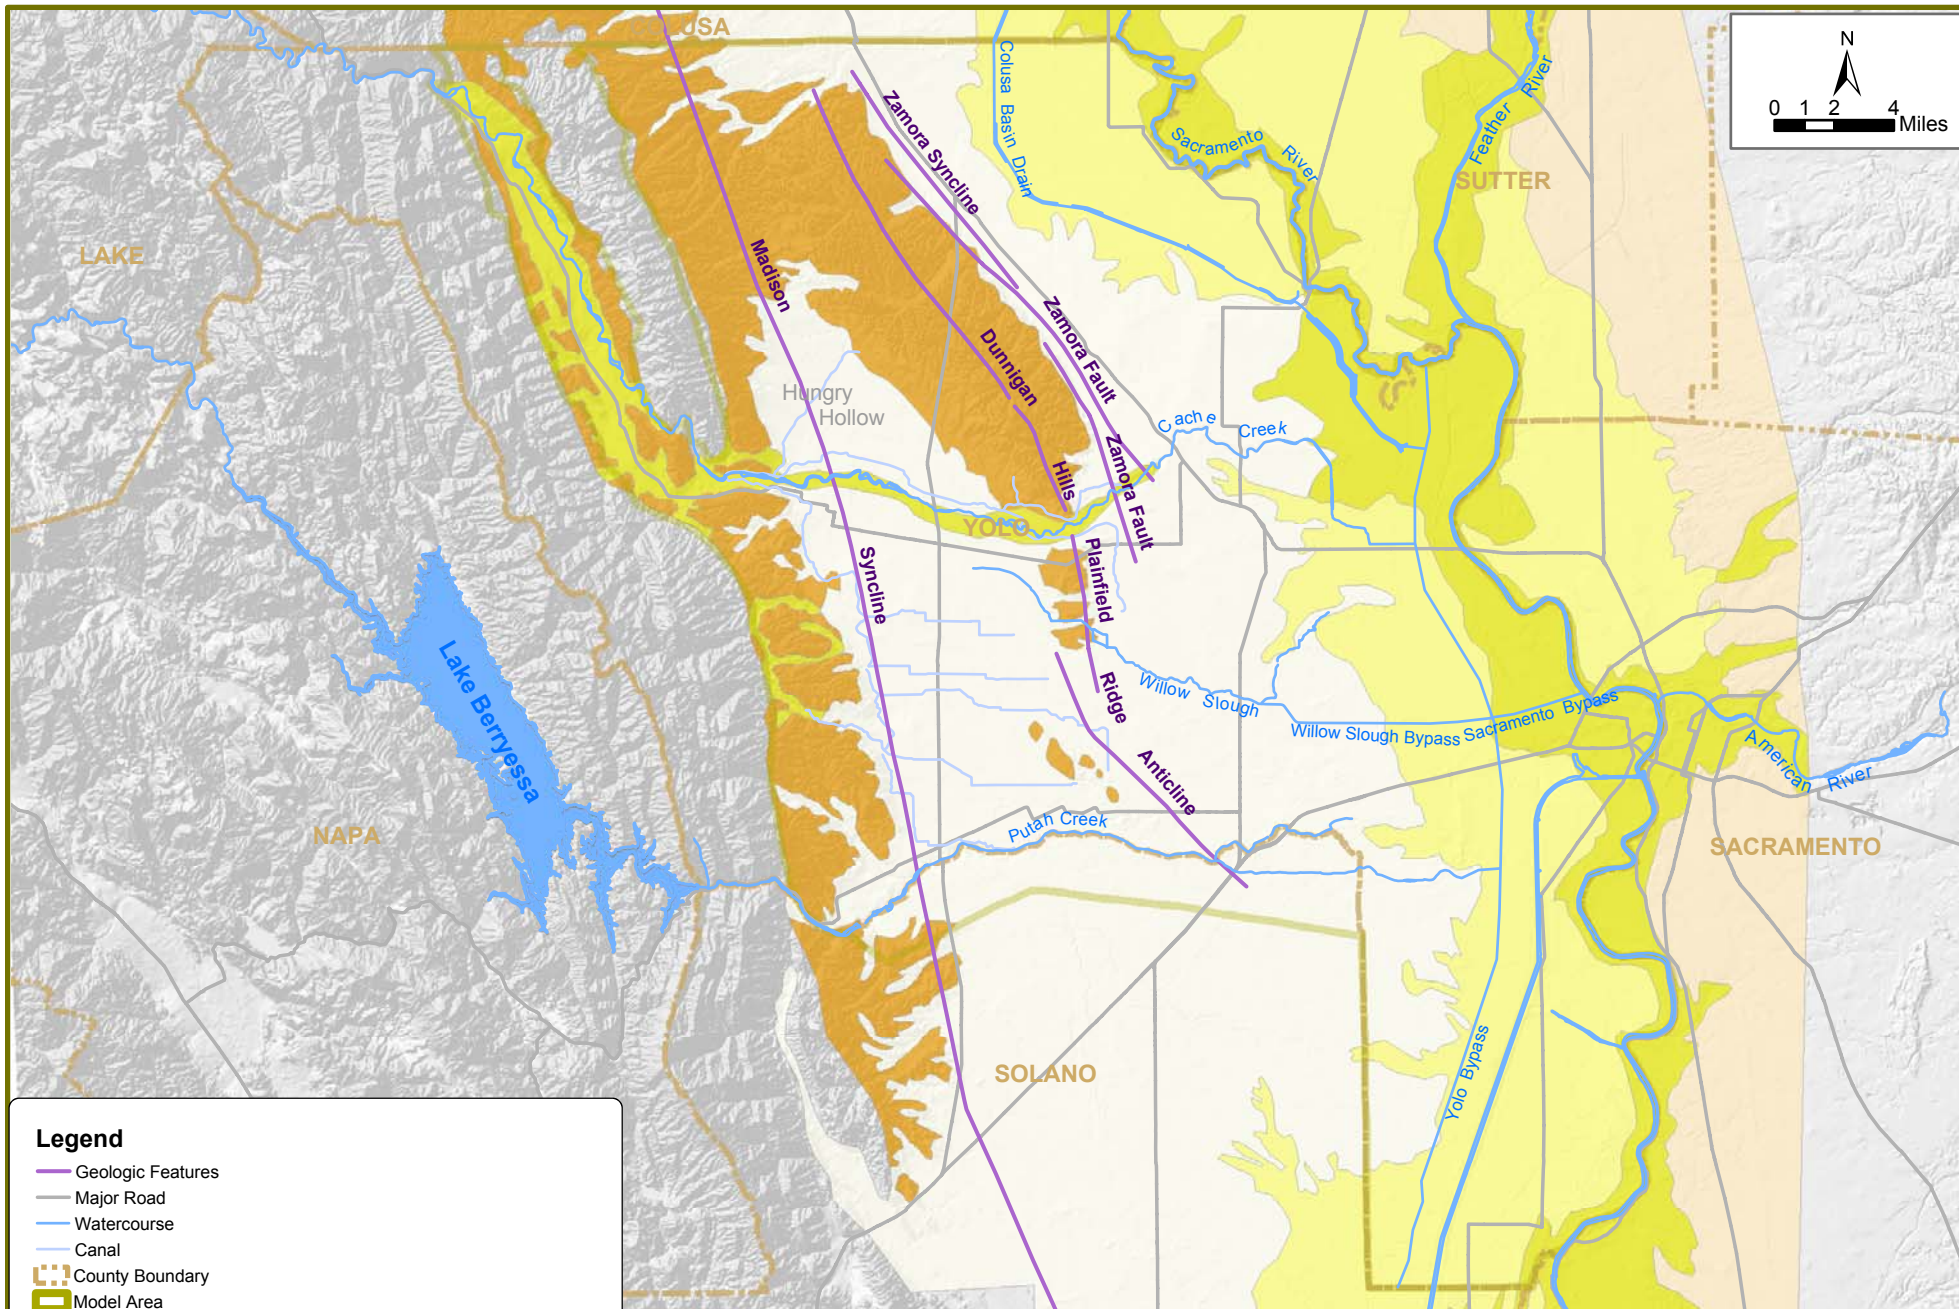 COLUSA
N
0 1 2 4
Miles
Colusa Basin Drain
Zamora Syncline
Sacramento River
Feather River
SUTTER
LAKE
Madison
Zamora Fault
Dunnigan
Hungry
Hollow
Cache Creek
Zamora Fault
Hills
YOLO
Plainfield
Syncline
Ridge
Lake Berryessa
Willow Slough
Willow Slough Bypass
Sacramento Bypass
American River
Anticline
Putah Creek
NAPA
SACRAMENTO
SOLANO
Yolo Bypass
Legend
Geologic Features
Major Road
Watercourse
Canal
County Boundary
Model Area